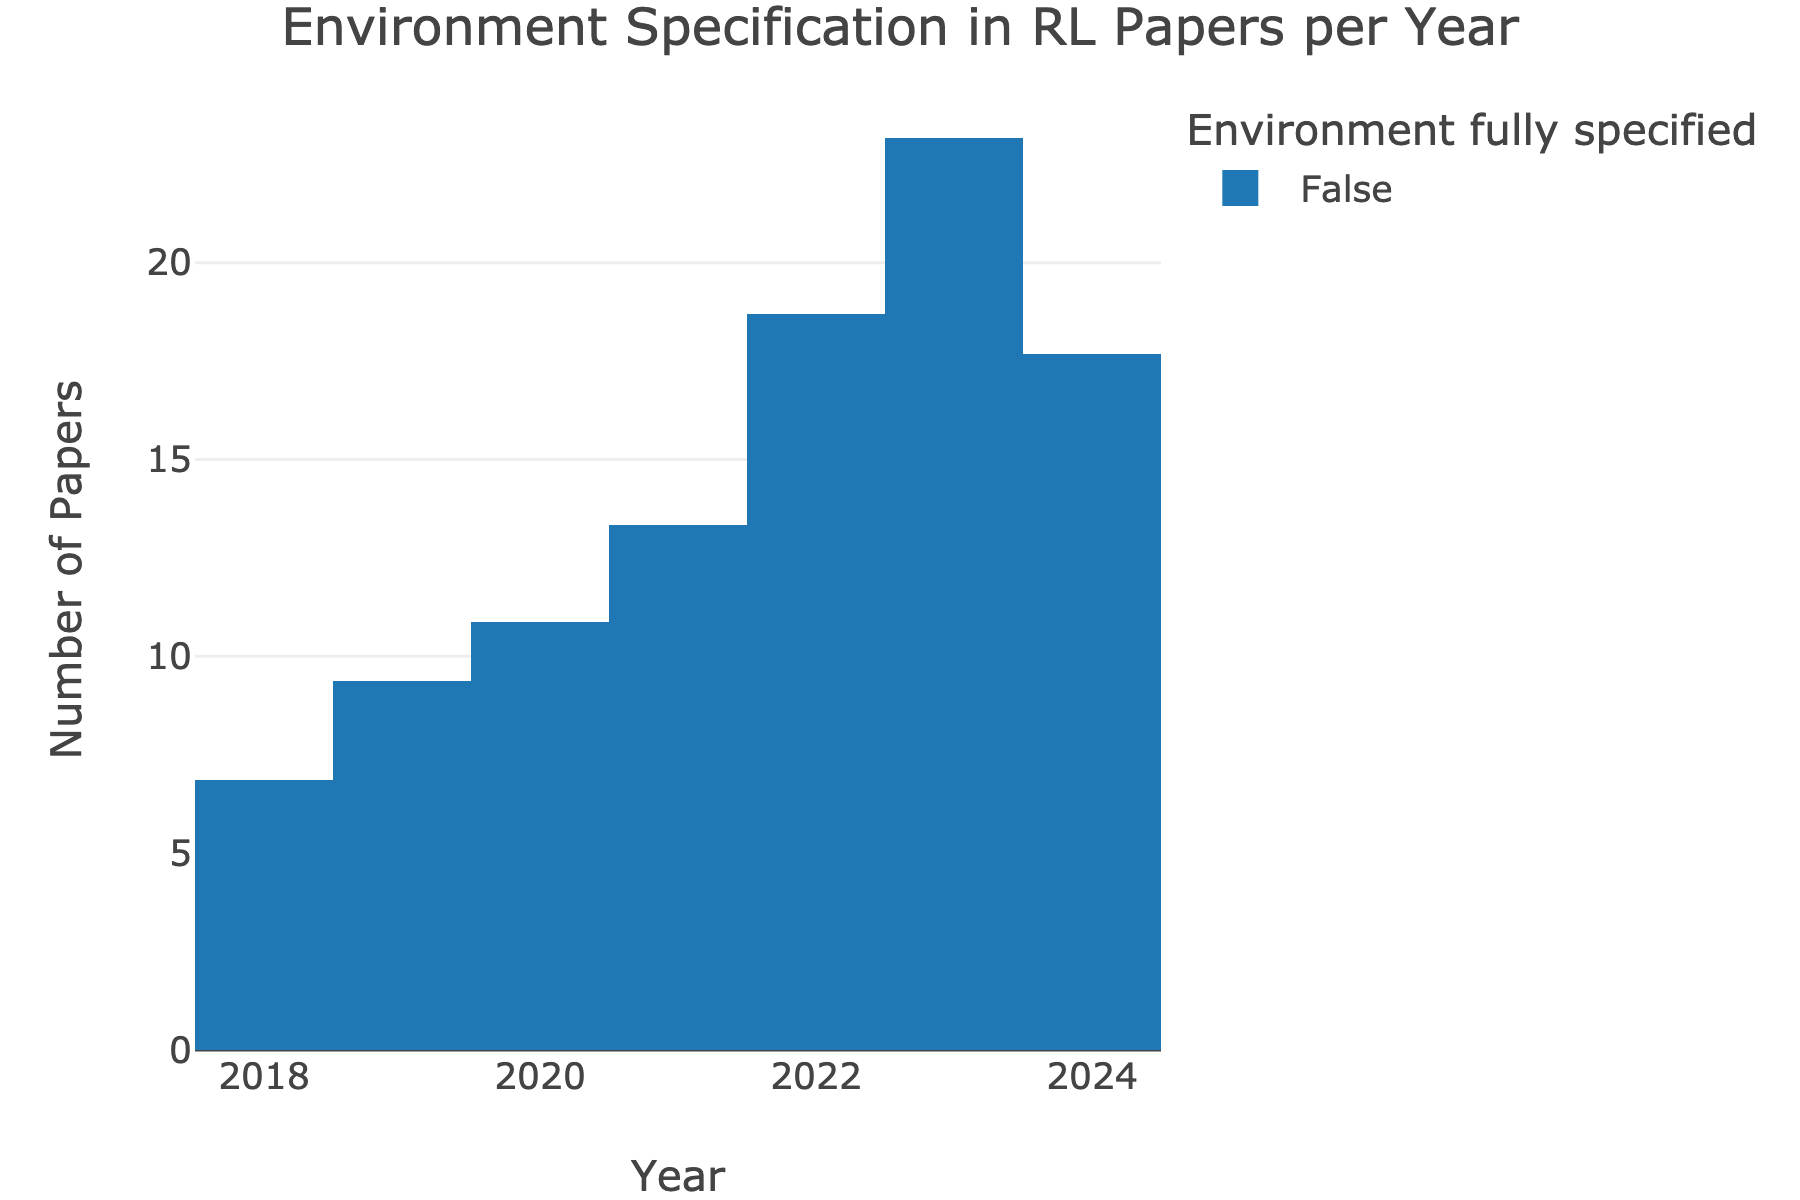 Environment Specification in RL Papers per Year
Environment fully specified
False
Number of Papers
20
15
10
5
0
2018
2020
2022
2024
Year